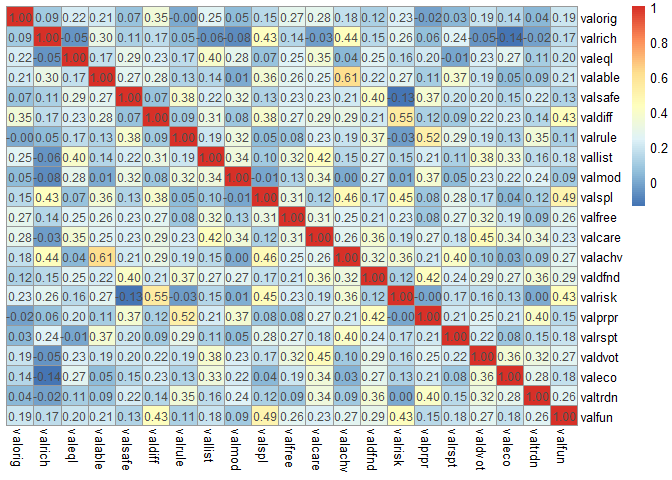 1.00 0.09 0.22 0.21 0.07 0.35 -0.00 0.25 0.05 0.15 0.27 0.28 0.18 0.12 0.23 -0.02 0.03 0.19 0.14 0.04 0.19 valorig
0.09 1.00 -0.05 0.30 0.11 0.17 0.05 -0.06 -0.08 0.43 0.14 -0.03 0.44 0.15 0.26 0.06 0.24 -0.05 -0.14 -0.02 0.17 valrich
0.22 -0.05 1.00 0.17 0.29 0.23 0.17 0.40 0.28 0.07 0.25 0.35 0.04 0.25 0.16 0.20 -0.01 0.23 0.27 0.11 0.20 valeql
0.21 0.30 0.17 1.00 0.27 0.28 0.13 0.14 0.01 0.36 0.26 0.25 0.61 0.22 0.27 0.11 0.37 0.19 0.05 0.09 0.21 valable
0.07 0.11 0.29 0.27 1.00 0.07 0.38 0.22 0.32 0.13 0.23 0.23 0.21 0.40 -0.13 0.37 0.20 0.20 0.15 0.22 0.13 valsafe
0.35 0.17 0.23 0.28 0.07 1.00 0.09 0.31 0.08 0.38 0.27 0.29 0.29 0.21 0.55 0.12 0.09 0.22 0.23 0.14 0.43 valdiff
-0.00 0.05 0.17 0.13 0.38 0.09 1.00 0.19 0.32 0.05 0.08 0.23 0.19 0.37 -0.03 0.52 0.29 0.19 0.13 0.35 0.11 valrule
0.25 -0.06 0.40 0.14 0.22 0.31 0.19 1.00 0.34 0.10 0.32 0.42 0.15 0.27 0.15 0.21 0.11 0.38 0.33 0.16 0.18 vallist
0.05 -0.08 0.28 0.01 0.32 0.08 0.32 0.34 1.00 -0.01 0.13 0.34 0.00 0.27 0.01 0.37 0.05 0.23 0.22 0.24 0.09 valmod
0.15 0.43 0.07 0.36 0.13 0.38 0.05 0.10 -0.01 1.00 0.31 0.12 0.46 0.17 0.45 0.08 0.28 0.17 0.04 0.12 0.49 valspl
0.27 0.14 0.25 0.26 0.23 0.27 0.08 0.32 0.13 0.31 1.00 0.31 0.25 0.21 0.23 0.08 0.27 0.32 0.19 0.09 0.26 valfree
0.28 -0.03 0.35 0.25 0.23 0.29 0.23 0.42 0.34 0.12 0.31 1.00 0.26 0.36 0.19 0.27 0.18 0.45 0.34 0.34 0.23 valcare
0.18 0.44 0.04 0.61 0.21 0.29 0.19 0.15 0.00 0.46 0.25 0.26 1.00 0.32 0.36 0.21 0.40 0.10 0.03 0.09 0.27 valachv
0.12 0.15 0.25 0.22 0.40 0.21 0.37 0.27 0.27 0.17 0.21 0.36 0.32 1.00 0.12 0.42 0.24 0.29 0.27 0.36 0.29 valdfnd
0.23 0.26 0.16 0.27 -0.13 0.55 -0.03 0.15 0.01 0.45 0.23 0.19 0.36 0.12 1.00 -0.00 0.17 0.16 0.13 0.00 0.43 valrisk
-0.02 0.06 0.20 0.11 0.37 0.12 0.52 0.21 0.37 0.08 0.08 0.27 0.21 0.42 -0.00 1.00 0.21 0.25 0.21 0.40 0.15 valprpr
0.03 0.24 -0.01 0.37 0.20 0.09 0.29 0.11 0.05 0.28 0.27 0.18 0.40 0.24 0.17 0.21 1.00 0.22 0.08 0.15 0.18 valrspt
0.19 -0.05 0.23 0.19 0.20 0.22 0.19 0.38 0.23 0.17 0.32 0.45 0.10 0.29 0.16 0.25 0.22 1.00 0.36 0.32 0.27 valdvot
0.14 -0.14 0.27 0.05 0.15 0.23 0.13 0.33 0.22 0.04 0.19 0.34 0.03 0.27 0.13 0.21 0.08 0.36 1.00 0.28 0.18 valeco
0.04 -0.02 0.11 0.09 0.22 0.14 0.35 0.16 0.24 0.12 0.09 0.34 0.09 0.36 0.00 0.40 0.15 0.32 0.28 1.00 0.26 valtrdn
0.19 0.17 0.20 0.21 0.13 0.43 0.11 0.18 0.09 0.49 0.26 0.23 0.27 0.29 0.43 0.15 0.18 0.27 0.18 0.26 1.00 valfun
valorig valrich valeql valable valsafe valdiff valrule vallist valmod valspl valfree valcare valachv valdfnd valrisk valprpr valrspt valdvot valeco valtrdn valfun
1
0.8
0.6
0.4
0.2
0